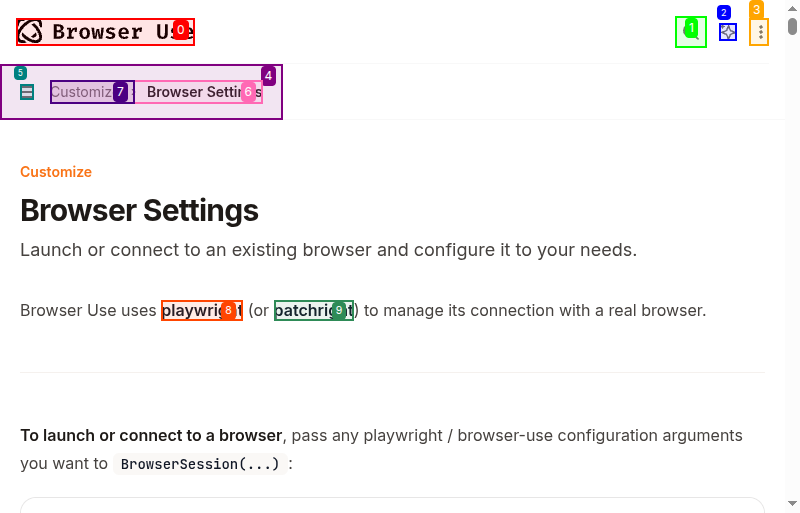 Browser Use
0
1
2
3
4
5
Customiz
7
Browser Settings
6
Customize
Browser Settings
Launch or connect to an existing browser and configure it to your needs.
Browser Use uses playwright (or patchright) to manage its connection with a real browser.
8
9
To launch or connect to a browser, pass any playwright / browser-use configuration arguments
you want to BrowserSession(...) :